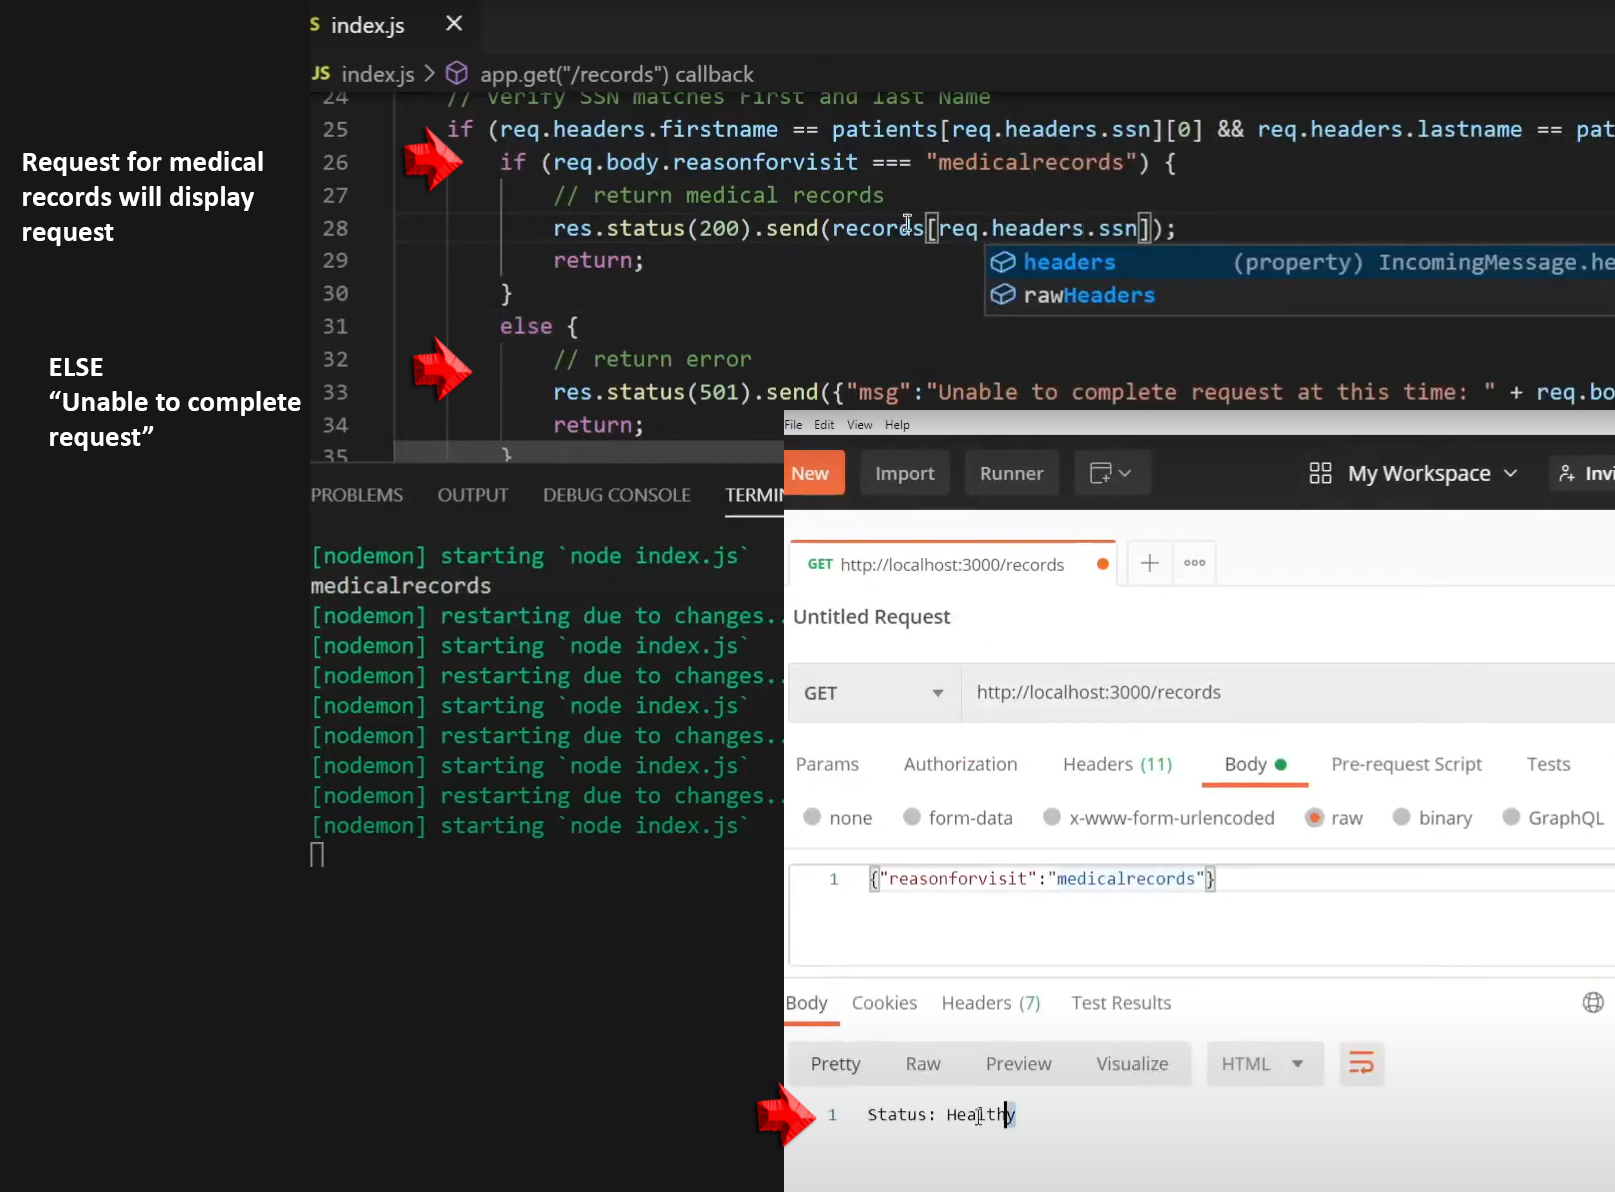 index.js
JS index.js > app.get("/records") callback
24 // Verify SSN matches First and last Name
25 if (req.headers.firstname == patients[req.headers.ssn][0] && req.headers.lastname == pat
Request for medical
records will display
request
26 if (req.body.reasonforvisit === "medicalrecords") {
27 // return medical records
28 res.status(200).send(records[req.headers.ssn]);
29 return;
headers (property) IncomingMessage.he
rawHeaders
30 }
31 else {
ELSE
“Unable to complete
request”
32 // return error
33 res.status(501).send({"msg":"Unable to complete request at this time: " + req.bo
34 return;
35 }
PROBLEMS OUTPUT DEBUG CONSOLE TERMIN
[nodemon] starting `node index.js`
medicalrecords
[nodemon] restarting due to changes..
[nodemon] starting `node index.js`
[nodemon] restarting due to changes..
[nodemon] starting `node index.js`
[nodemon] restarting due to changes..
[nodemon] starting `node index.js`
[nodemon] restarting due to changes..
[nodemon] starting `node index.js`
File Edit View Help
New Import Runner My Workspace Invi
GET http://localhost:3000/records
Untitled Request
GET http://localhost:3000/records
Params Authorization Headers (11) Body Pre-request Script Tests
none form-data x-www-form-urlencoded raw binary GraphQL
1 {"reasonforvisit":"medicalrecords"}
Body Cookies Headers (7) Test Results
Pretty Raw Preview Visualize HTML
1 Status: Healthy